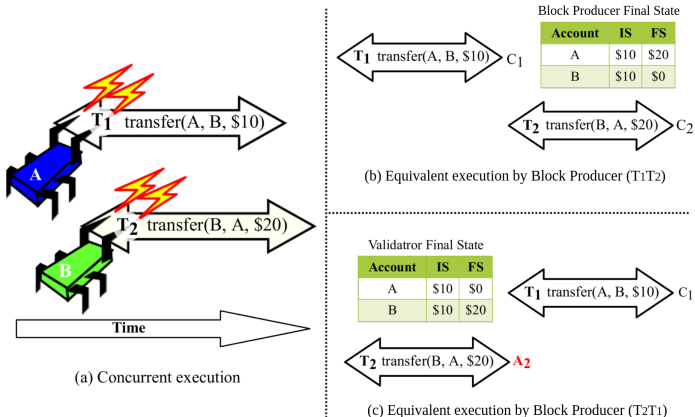 T1 transfer(A, B, $10)
A
T2 transfer(B, A, $20)
B
Time
(a) Concurrent execution
Block Producer Final State
Account IS FS
A $10 $20
B $10 $0
T1 transfer(A, B, $10) C1
T2 transfer(B, A, $20) C2
(b) Equivalent execution by Block Producer (T1T2)
Validatror Final State
Account IS FS
A $10 $0
B $10 $20
T1 transfer(A, B, $10) C1
T2 transfer(B, A, $20) A2
(c) Equivalent execution by Block Producer (T2T1)